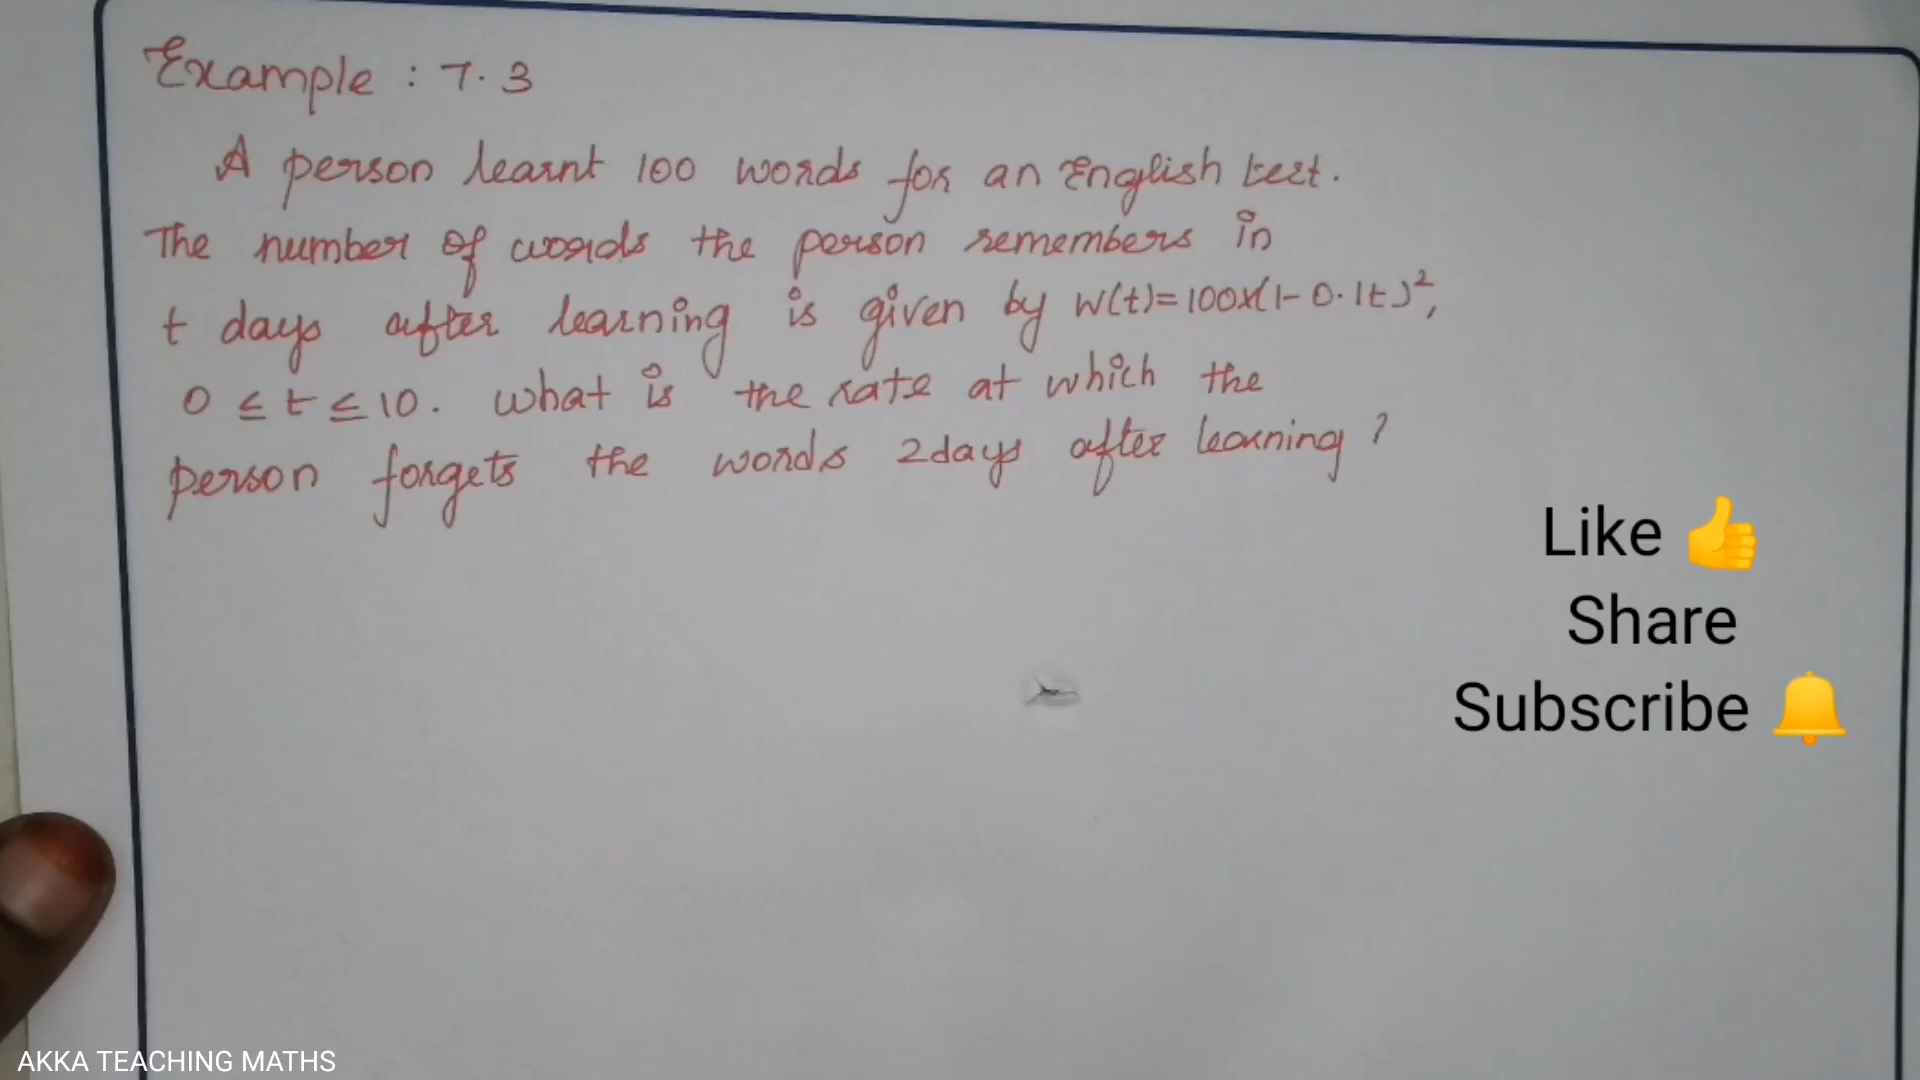 Example : 7.3
A person learnt 100 words for an English test.
The number of words the person remembers in
t days after learning is given by W(t)=100x(1-0.1t)²,
0 ≤ t ≤ 10. what is the rate at which the
person forgets the words 2days after learning ?
Like 👍
Share
Subscribe 🔔
AKKA TEACHING MATHS